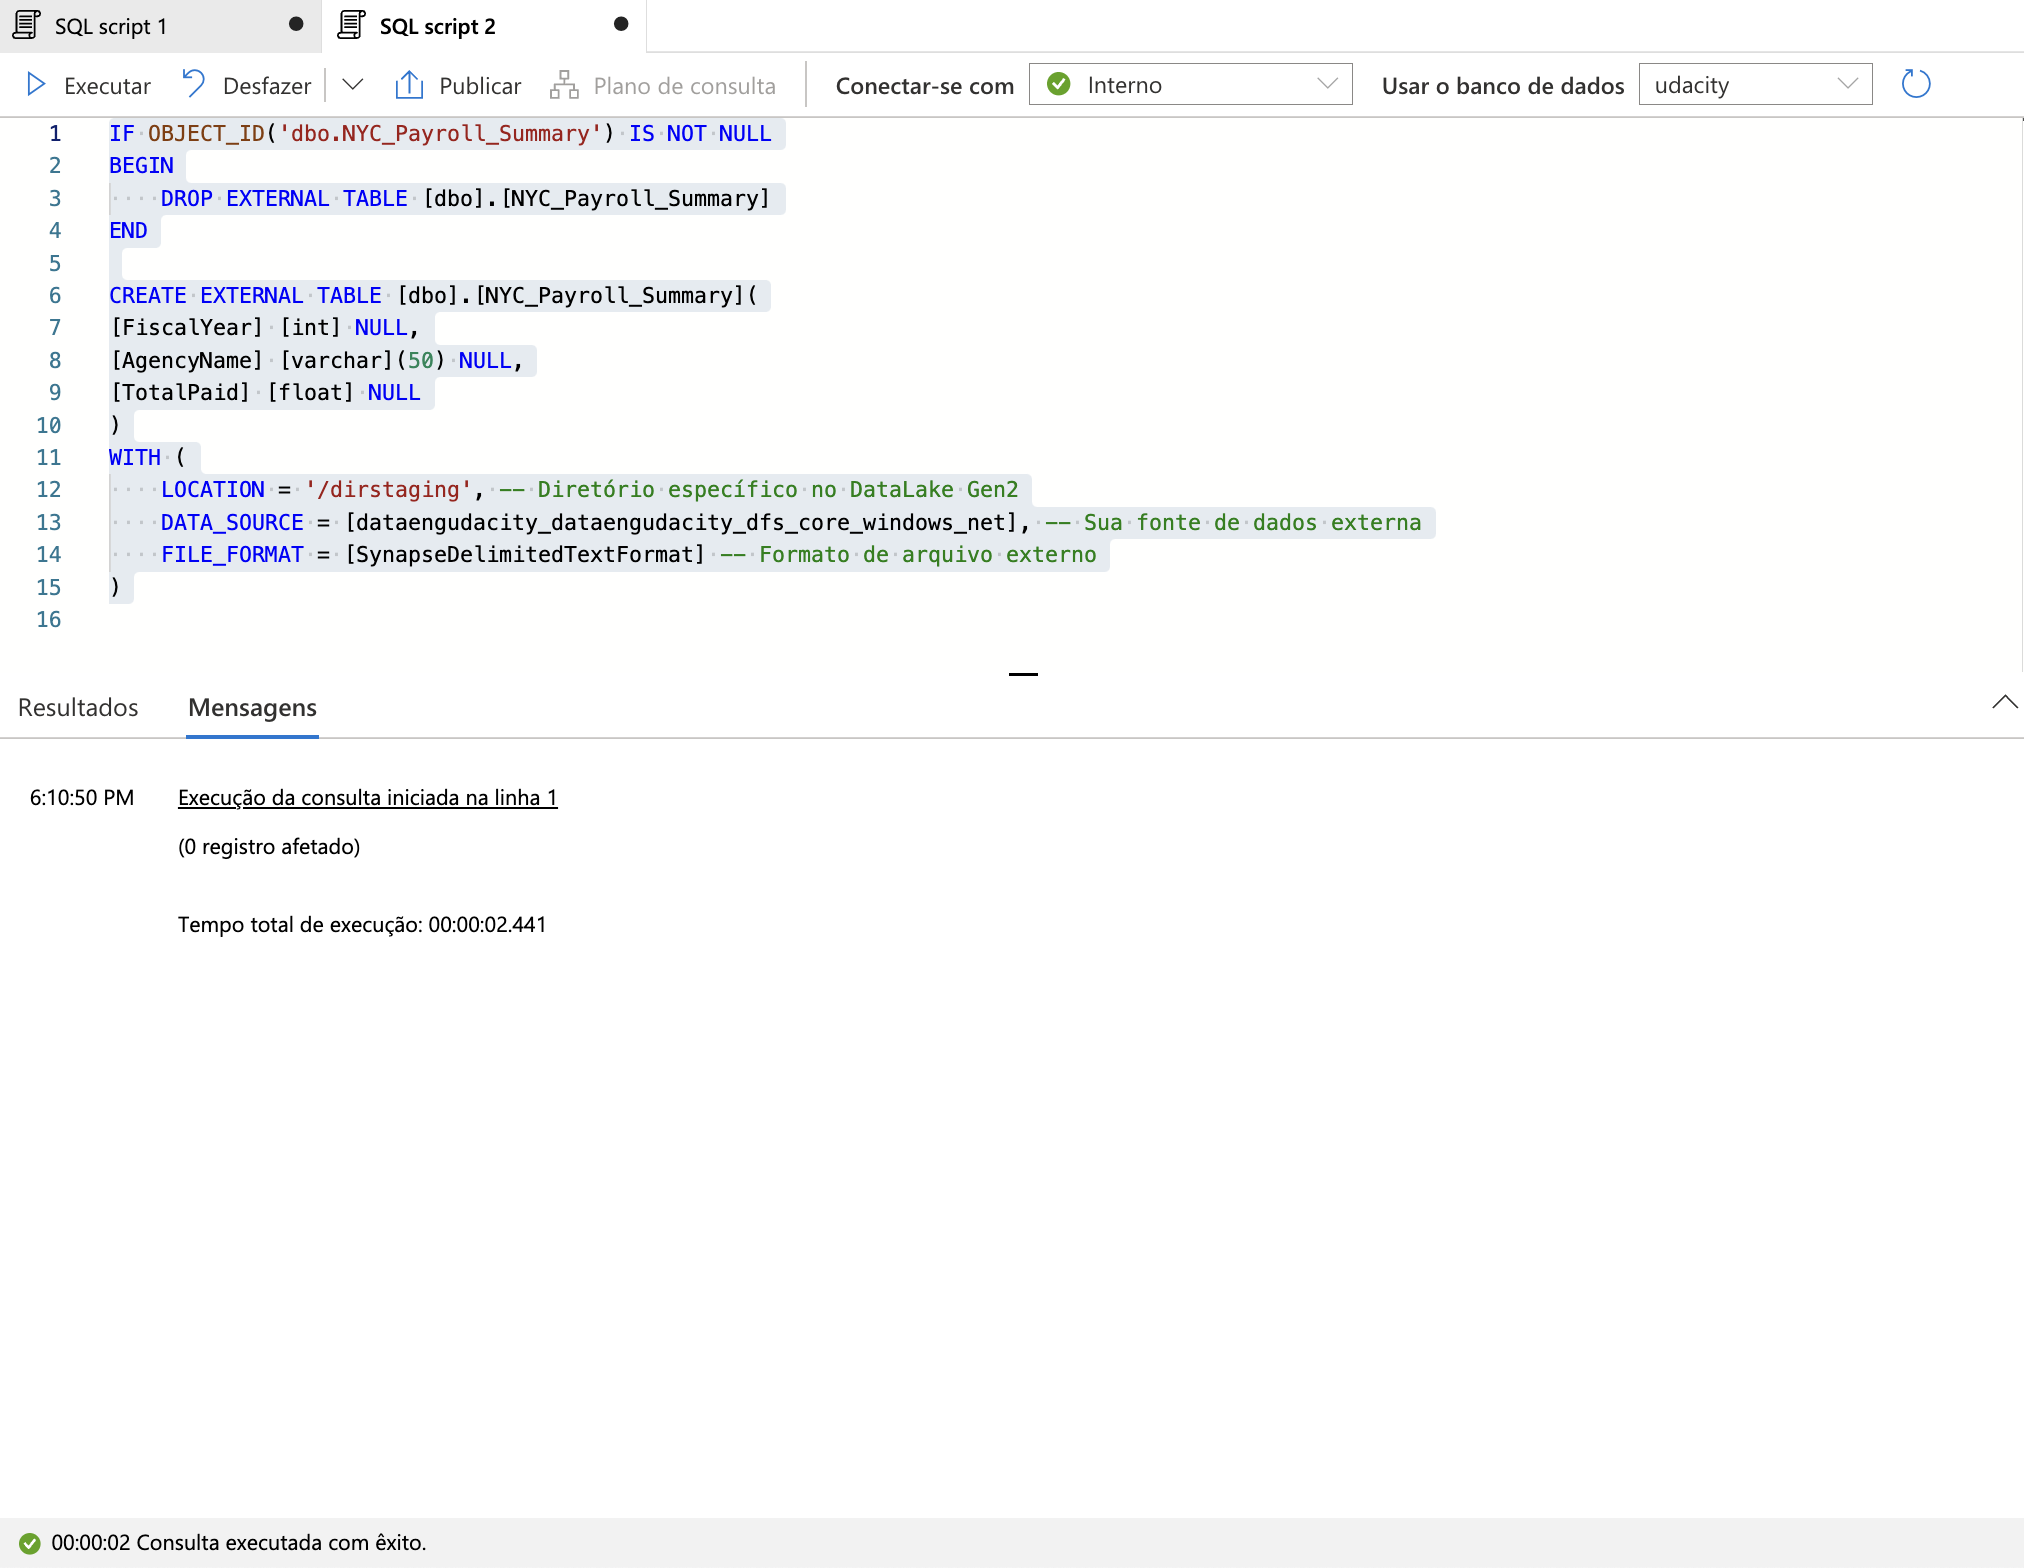 SQL script 1
SQL script 2
Executar Desfazer Publicar Plano de consulta Conectar-se com Interno Usar o banco de dados udacity
1 IF OBJECT_ID('dbo.NYC_Payroll_Summary') IS NOT NULL
2 BEGIN
3     DROP EXTERNAL TABLE [dbo].[NYC_Payroll_Summary]
4 END
5
6 CREATE EXTERNAL TABLE [dbo].[NYC_Payroll_Summary](
7 [FiscalYear] [int] NULL,
8 [AgencyName] [varchar](50) NULL,
9 [TotalPaid] [float] NULL
10 )
11 WITH (
12     LOCATION = '/dirstaging', -- Diretório específico no DataLake Gen2
13     DATA_SOURCE = [dataengudacity_dataengudacity_dfs_core_windows_net], -- Sua fonte de dados externa
14     FILE_FORMAT = [SynapseDelimitedTextFormat] -- Formato de arquivo externo
15 )
16
Resultados Mensagens
6:10:50 PM Execução da consulta iniciada na linha 1
(0 registro afetado)
Tempo total de execução: 00:00:02.441
00:00:02 Consulta executada com êxito.